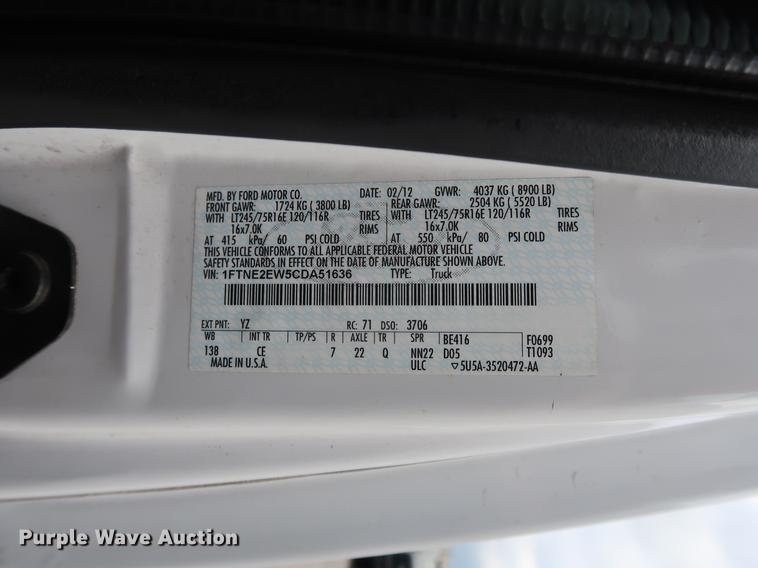 MFD. BY FORD MOTOR CO. DATE: 02/12 GVWR: 4037 KG ( 8900 LB)
FRONT GAWR: 1724 KG ( 3800 LB) REAR GAWR: 2504 KG ( 5520 LB)
WITH LT245/75R16E 120/116R TIRES WITH LT245/75R16E 120/116R TIRES
16x7.0K RIMS 16x7.0K RIMS
AT 415 kPa/ 60 PSI COLD AT 550 kPa/ 80 PSI COLD
THIS VEHICLE CONFORMS TO ALL APPLICABLE FEDERAL MOTOR VEHICLE
SAFETY STANDARDS IN EFFECT ON THE DATE OF MANUFACTURE SHOWN ABOVE.
VIN: 1FTNE2EW5CDA51636 TYPE: Truck
EXT PNT: YZ RC: 71 DSO: 3706
WB INT TR TP/PS R AXLE TR SPR BE416 F0699
138 CE 7 22 Q NN22 D05 T1093
MADE IN U.S.A. ULC ▽5U5A-3520472-AA
Purple Wave Auction